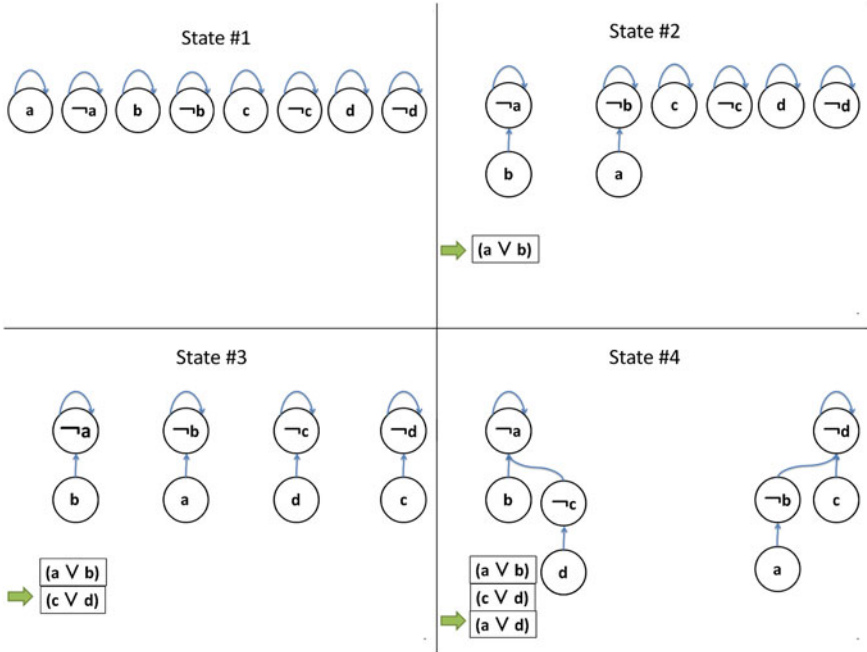 State #1
a ¬a b ¬b c ¬c d ¬d
State #2
¬a ¬b c ¬c d ¬d
b a
(a ∨ b)
State #3
¬a ¬b ¬c ¬d
b a d c
(a ∨ b)
(c ∨ d)
State #4
¬a ¬d
b ¬c ¬b c
d a
(a ∨ b)
(c ∨ d)
(a ∨ d)